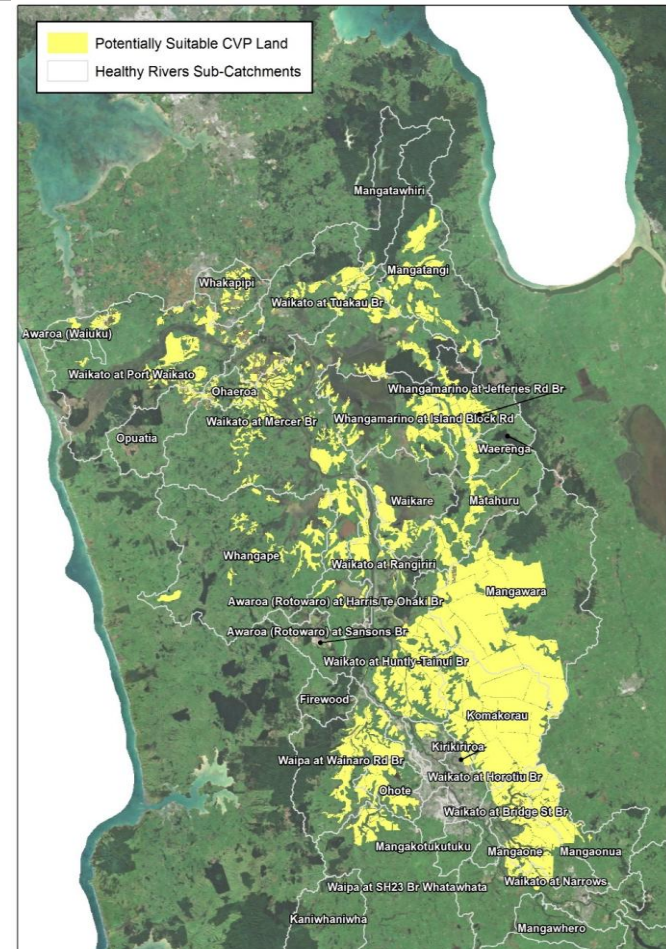 Potentially Suitable CVP Land
Healthy Rivers Sub-Catchments
Mangatawhiri
Mangatangi
Whakapipi
Waikato at Tuakau Br
Awaroa (Waiuku)
Waikato at Port Waikato
Ohaeroa
Whangamarino at Jefferies Rd Br
Waikato at Mercer Br
Whangamarino at Island Block Rd
Opuatia
Waerenga
Waikare
Matahuru
Whangape
Waikato at Rangiriri
Mangawara
Awaroa (Rotowaro) at Harris/Te Ohaki Br
Awaroa (Rotowaro) at Sansons Br
Waikato at Huntly-Tainui Br
Firewood
Komakorau
Kirikiriroa
Waipa at Wainaro Rd Br
Waikato at Horotiu Br
Ohote
Waikato at Bridge St Br
Mangakotukutuku
Mangaone
Mangaonua
Waikato at Narrows
Waipa at SH23 Br Whatawhata
Kaniwhaniwha
Mangawhero